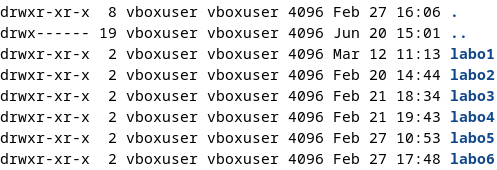 drwxr-xr-x  8 vboxuser vboxuser 4096 Feb 27 16:06 .
drwx------ 19 vboxuser vboxuser 4096 Jun 20 15:01 ..
drwxr-xr-x  2 vboxuser vboxuser 4096 Mar 12 11:13 labo1
drwxr-xr-x  2 vboxuser vboxuser 4096 Feb 20 14:44 labo2
drwxr-xr-x  2 vboxuser vboxuser 4096 Feb 21 18:34 labo3
drwxr-xr-x  2 vboxuser vboxuser 4096 Feb 21 19:43 labo4
drwxr-xr-x  2 vboxuser vboxuser 4096 Feb 27 10:53 labo5
drwxr-xr-x  2 vboxuser vboxuser 4096 Feb 27 17:48 labo6